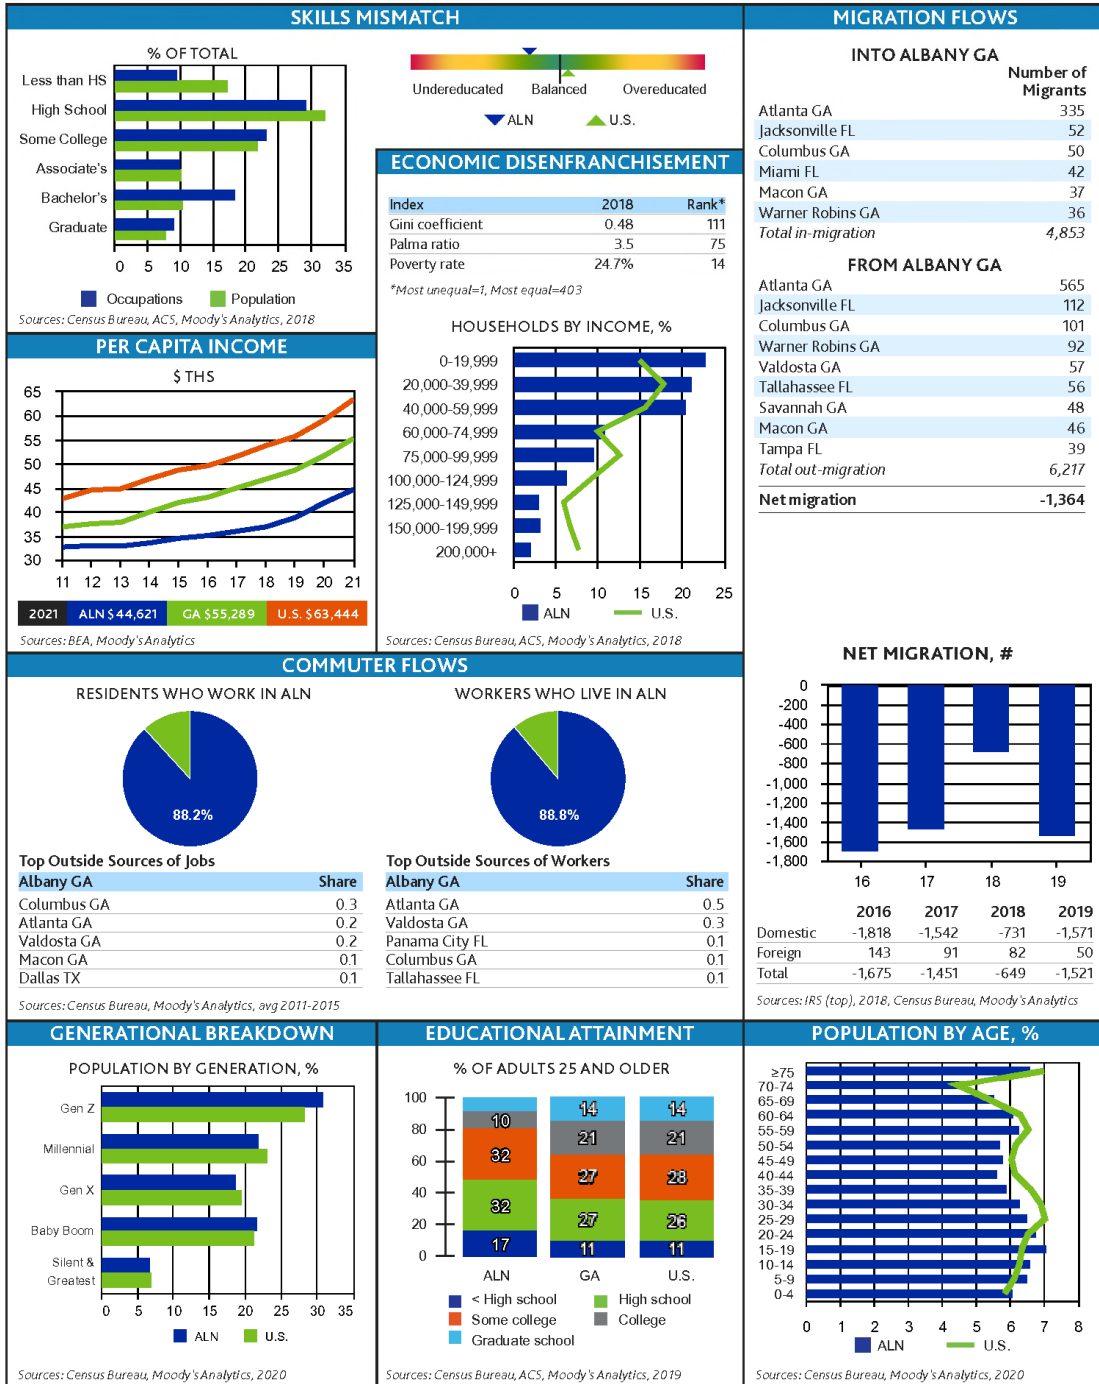 SKILLS MISMATCH
% OF TOTAL
Less than HS
High School
Some College
Associate's
Bachelor's
Graduate
0 5 10 15 20 25 30 35
Occupations Population
Sources: Census Bureau, ACS, Moody's Analytics, 2018
Undereducated Balanced Overeducated
ALN U.S.
ECONOMIC DISENFRANCHISEMENT
Index 2018 Rank*
Gini coefficient 0.48 111
Palma ratio 3.5 75
Poverty rate 24.7% 14
*Most unequal=1, Most equal=403
HOUSEHOLDS BY INCOME, %
0-19,999
20,000-39,999
40,000-59,999
60,000-74,999
75,000-99,999
100,000-124,999
125,000-149,999
150,000-199,999
200,000+
0 5 10 15 20 25
ALN U.S.
Sources: Census Bureau, ACS, Moody's Analytics, 2018
PER CAPITA INCOME
$ THS
65
60
55
50
45
40
35
30
11 12 13 14 15 16 17 18 19 20 21
2021 ALN $44,621 GA $55,289 U.S. $63,444
Sources: BEA, Moody's Analytics
MIGRATION FLOWS
INTO ALBANY GA
Number of
Migrants
Atlanta GA 335
Jacksonville FL 52
Columbus GA 50
Miami FL 42
Macon GA 37
Warner Robins GA 36
Total in-migration 4,853
FROM ALBANY GA
Atlanta GA 565
Jacksonville FL 112
Columbus GA 101
Warner Robins GA 92
Valdosta GA 57
Tallahassee FL 56
Savannah GA 48
Macon GA 46
Tampa FL 39
Total out-migration 6,217
Net migration -1,364
NET MIGRATION, #
0
-200
-400
-600
-800
-1,000
-1,200
-1,400
-1,600
-1,800
16 17 18 19
2016 2017 2018 2019
Domestic -1,818 -1,542 -731 -1,571
Foreign 143 91 82 50
Total -1,675 -1,451 -649 -1,521
Sources: IRS (top), 2018, Census Bureau, Moody's Analytics
COMMUTER FLOWS
RESIDENTS WHO WORK IN ALN
88.2%
Top Outside Sources of Jobs
Albany GA Share
Columbus GA 0.3
Atlanta GA 0.2
Valdosta GA 0.2
Macon GA 0.1
Dallas TX 0.1
Sources: Census Bureau, Moody's Analytics, avg 2011-2015
WORKERS WHO LIVE IN ALN
88.8%
Top Outside Sources of Workers
Albany GA Share
Atlanta GA 0.5
Valdosta GA 0.3
Panama City FL 0.1
Columbus GA 0.1
Tallahassee FL 0.1
GENERATIONAL BREAKDOWN
POPULATION BY GENERATION, %
Gen Z
Millennial
Gen X
Baby Boom
Silent &
Greatest
0 5 10 15 20 25 30 35
ALN U.S.
Sources: Census Bureau, Moody's Analytics, 2020
EDUCATIONAL ATTAINMENT
% OF ADULTS 25 AND OLDER
100
80
60
40
20
0
10 14 14
32 21 21
32 27 28
17 27 26
11 11
ALN GA U.S.
< High school High school
Some college College
Graduate school
Sources: Census Bureau, ACS, Moody's Analytics, 2019
POPULATION BY AGE, %
≥75
70-74
65-69
60-64
55-59
50-54
45-49
40-44
35-39
30-34
25-29
20-24
15-19
10-14
5-9
0-4
0 1 2 3 4 5 6 7 8
ALN U.S.
Sources: Census Bureau, Moody's Analytics, 2020